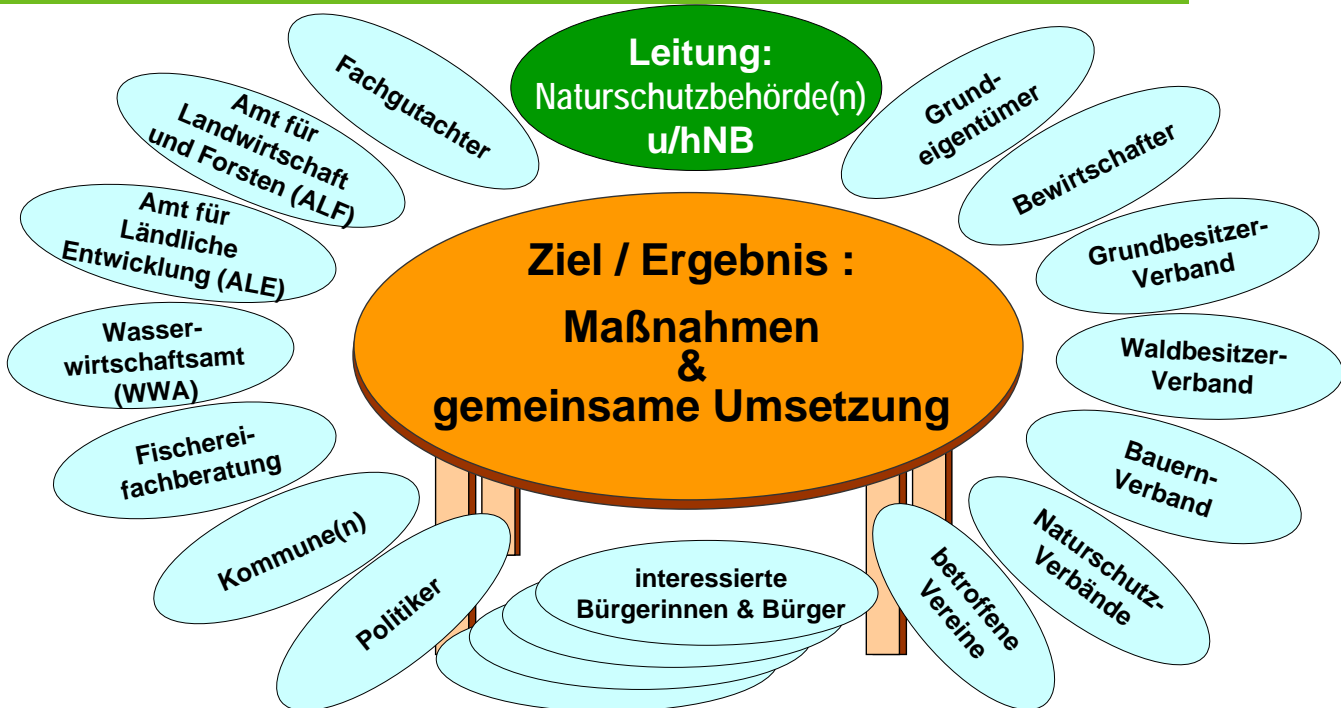 Leitung:
Naturschutzbehörde(n)
u/hNB
Fachgutachter
Amt für
Landwirtschaft
und Forsten (ALF)
Amt für
Ländliche
Entwicklung (ALE)
Wasser-
wirtschaftsamt
(WWA)
Fischerei-
fachberatung
Kommune(n)
Politiker
interessierte
Bürgerinnen & Bürger
Grund-
eigentümer
Bewirtschafter
Grundbesitzer-
Verband
Waldbesitzer-
Verband
Bauern-
Verband
Naturschutz-
Verbände
betroffene
Vereine
Ziel / Ergebnis :
Maßnahmen
&
gemeinsame Umsetzung